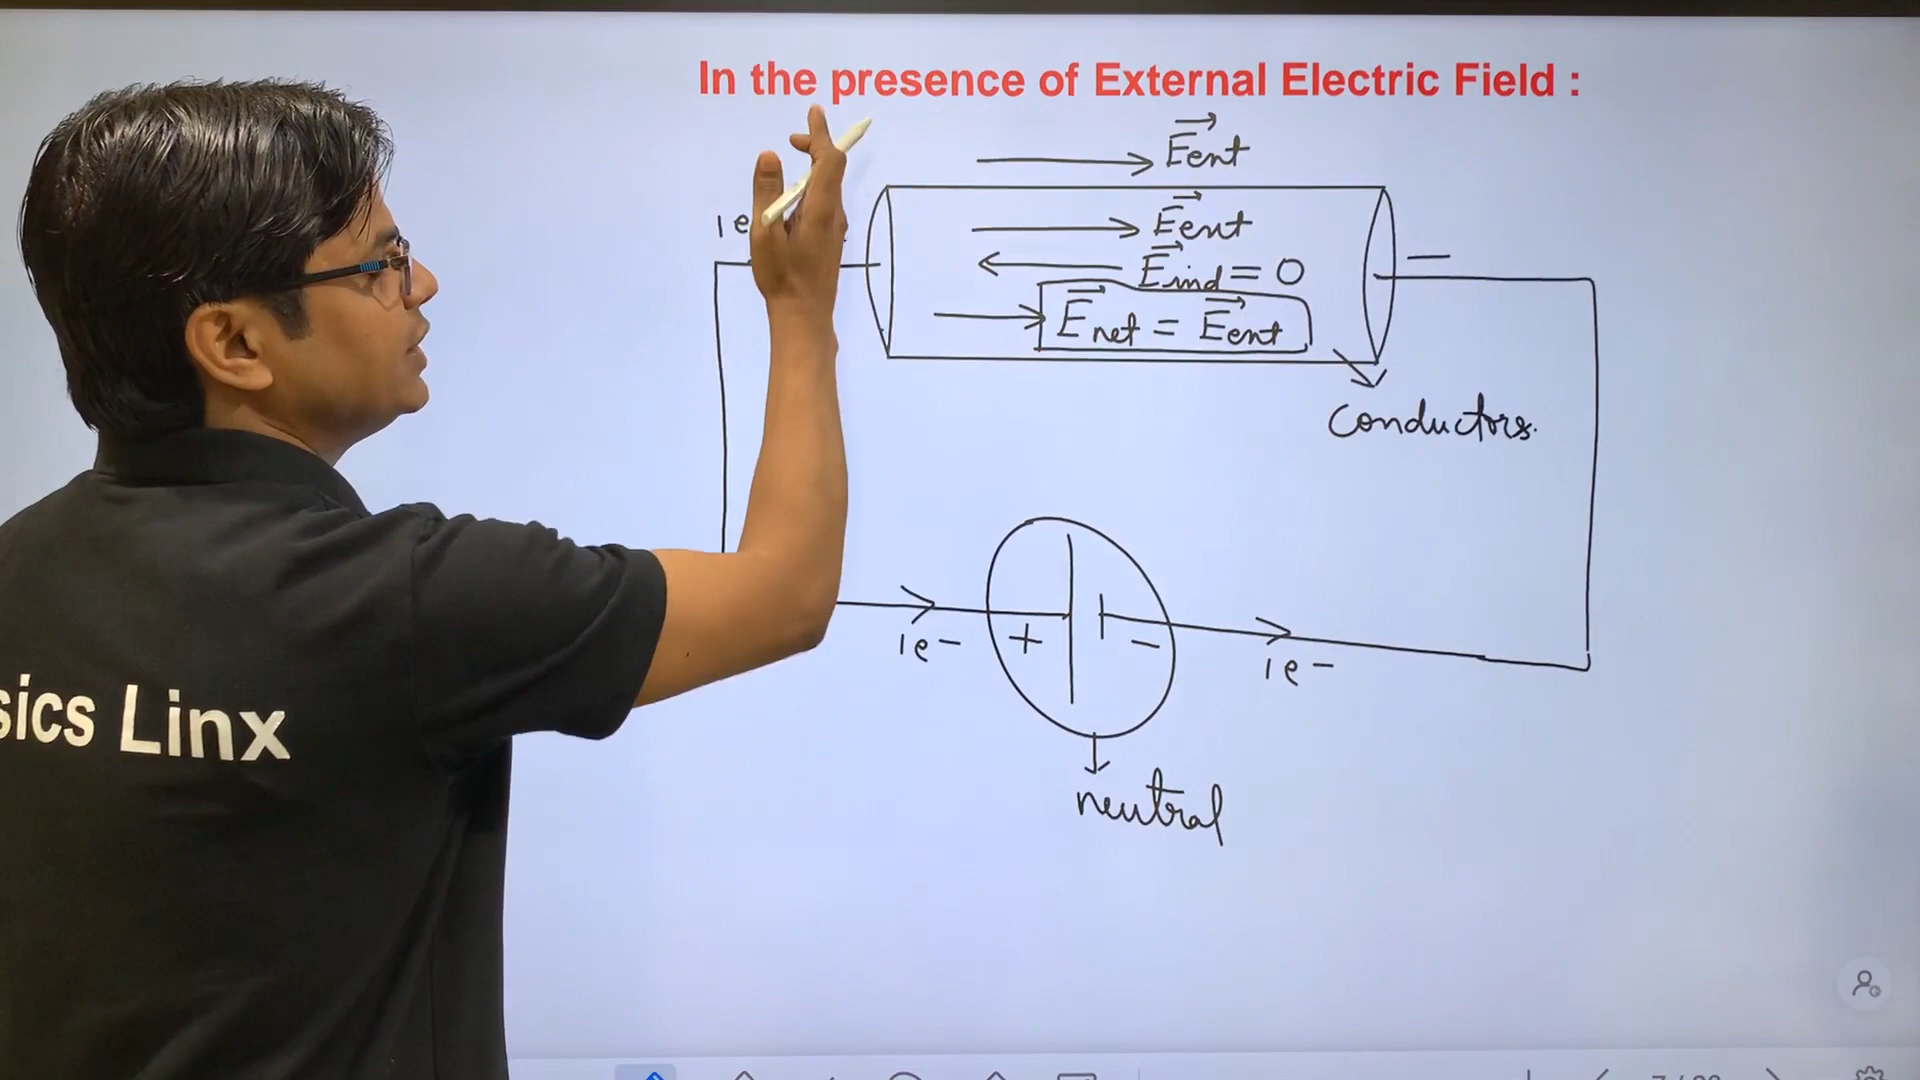 In the presence of External Electric Field :
Eext
1e
Eext
Eind = 0
Enet = Eext
conductors.
+ −
1e− 1e−
neutral
sics Linx